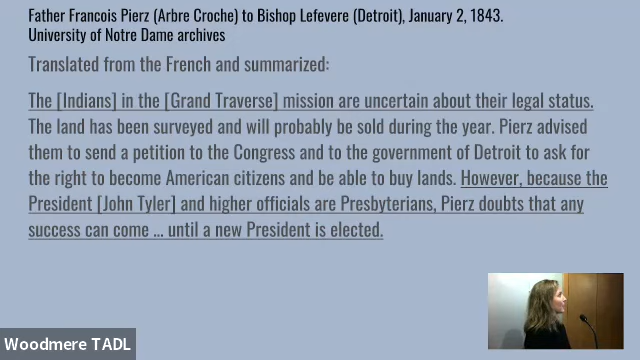 Father Francois Pierz (Arbre Croche) to Bishop Lefevere (Detroit), January 2, 1843.
University of Notre Dame archives
Translated from the French and summarized:
The [Indians] in the [Grand Traverse] mission are uncertain about their legal status.
The land has been surveyed and will probably be sold during the year. Pierz advised
them to send a petition to the Congress and to the government of Detroit to ask for
the right to become American citizens and be able to buy lands. However, because the
President [John Tyler] and higher officials are Presbyterians, Pierz doubts that any
success can come ... until a new President is elected.
Woodmere TADL